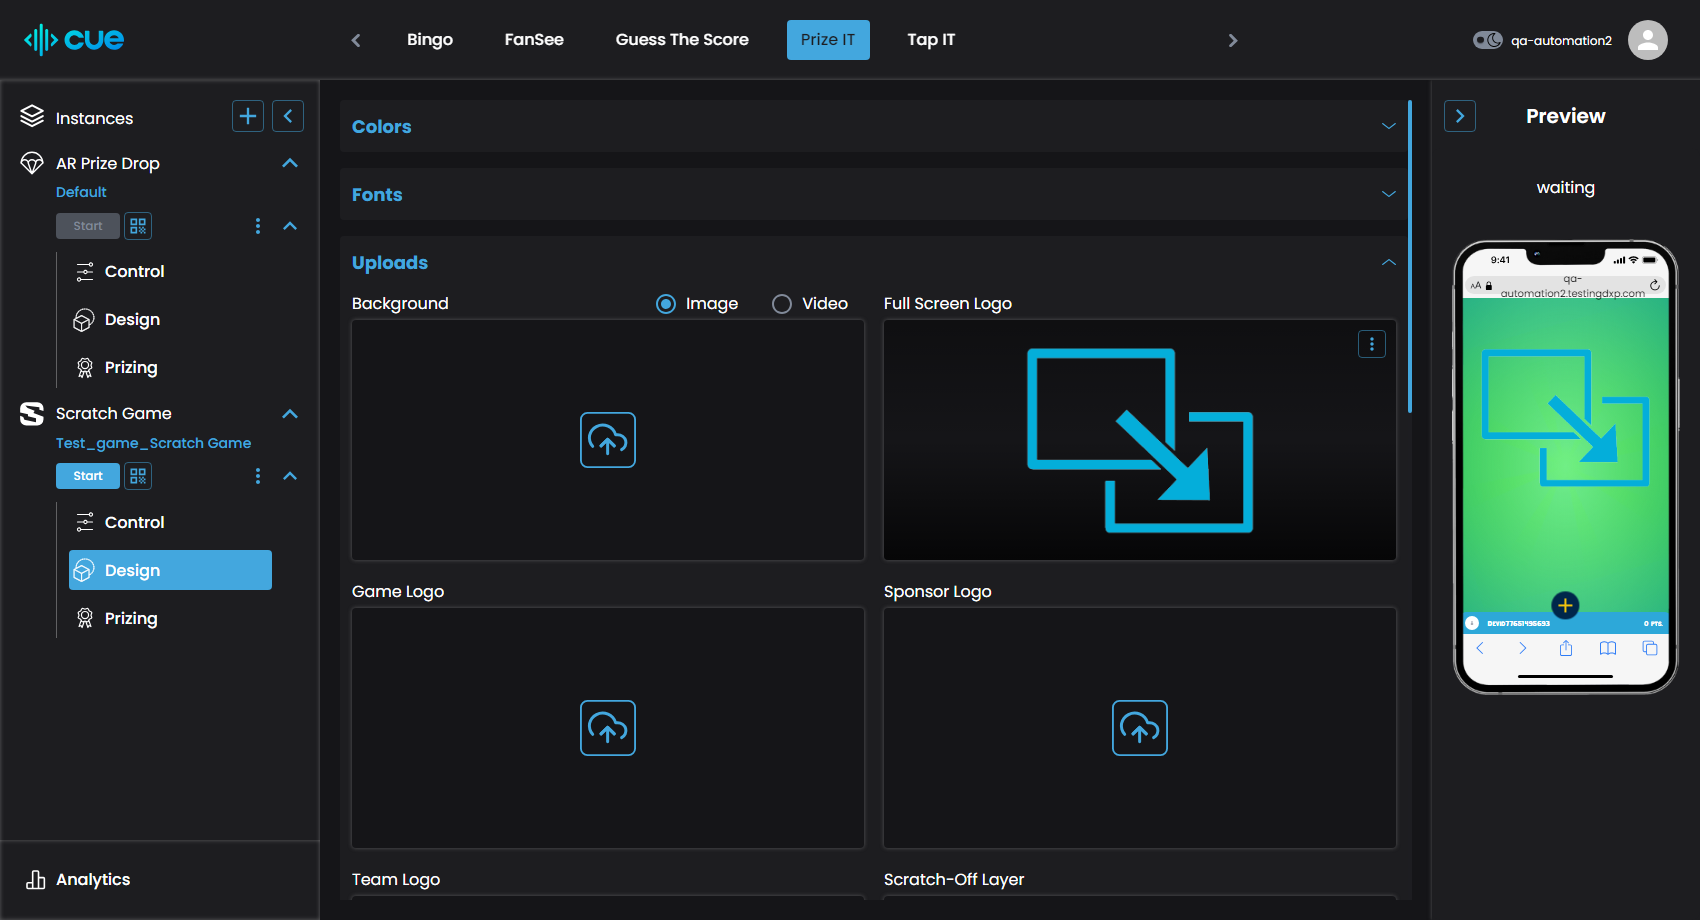 cue
Bingo
FanSee
Guess The Score
Prize IT
Tap IT
qa-automation2
Instances
AR Prize Drop
Default
Start
Control
Design
Prizing
Scratch Game
Test_game_Scratch Game
Start
Control
Design
Prizing
Analytics
Colors
Fonts
Uploads
Background
Image
Video
Full Screen Logo
Game Logo
Sponsor Logo
Team Logo
Scratch-Off Layer
Preview
waiting
9:41
AA
qa-
automation2.testingdxp.com
0 PTS.